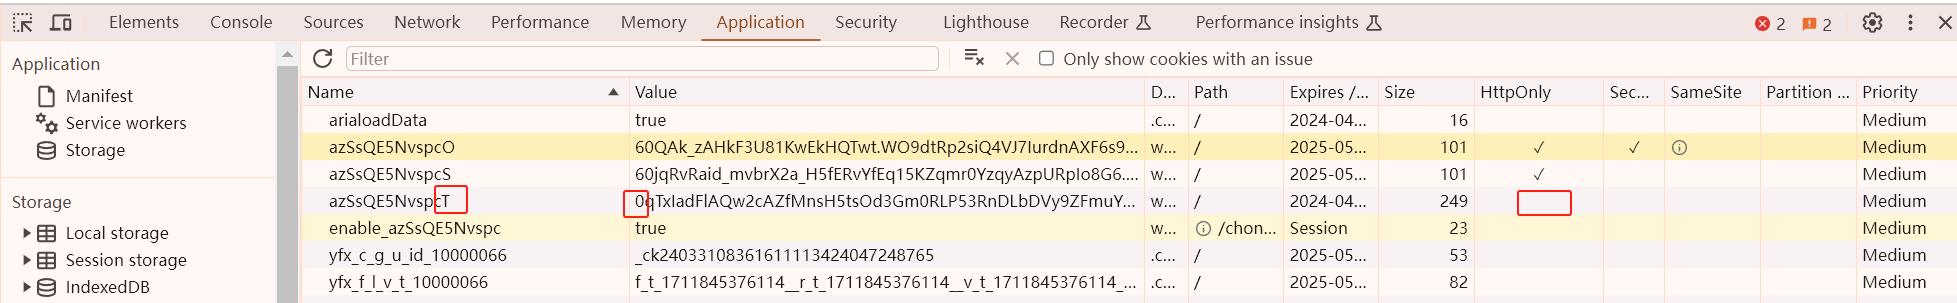 Elements Console Sources Network Performance Memory Application Security Lighthouse Recorder Performance insights 2 2
Application
Manifest
Service workers
Storage
Storage
Local storage
Session storage
IndexedDB
Filter Only show cookies with an issue
Name Value D... Path Expires /... Size HttpOnly Sec... SameSite Partition ... Priority
arialoadData true .c... / 2024-04... 16 Medium
azSsQE5NvspcO 60QAk_zAHkF3U81KwEkHQTwt.WO9dtRp2siQ4VJ7IurdnAXF6s9... w... / 2025-05... 101 ✓ ✓ Medium
azSsQE5NvspcS 60jqRvRaid_mvbrX2a_H5fERvYfEq15KZqmr0YzqyAzpURpIo8G6.... w... / 2025-05... 101 ✓ Medium
azSsQE5NvspcT 0qTxIadFlAQw2cAZfMnsH5tsOd3Gm0RLP53RnDLbDVy9ZFmuY... w... / 2024-04... 249 Medium
enable_azSsQE5Nvspc true w... /chon... Session 23 Medium
yfx_c_g_u_id_10000066 _ck24033108361611113424047248765 .c... / 2025-05... 53 Medium
yfx_f_l_v_t_10000066 f_t_1711845376114__r_t_1711845376114__v_t_1711845376114_... .c... / 2025-05... 82 Medium